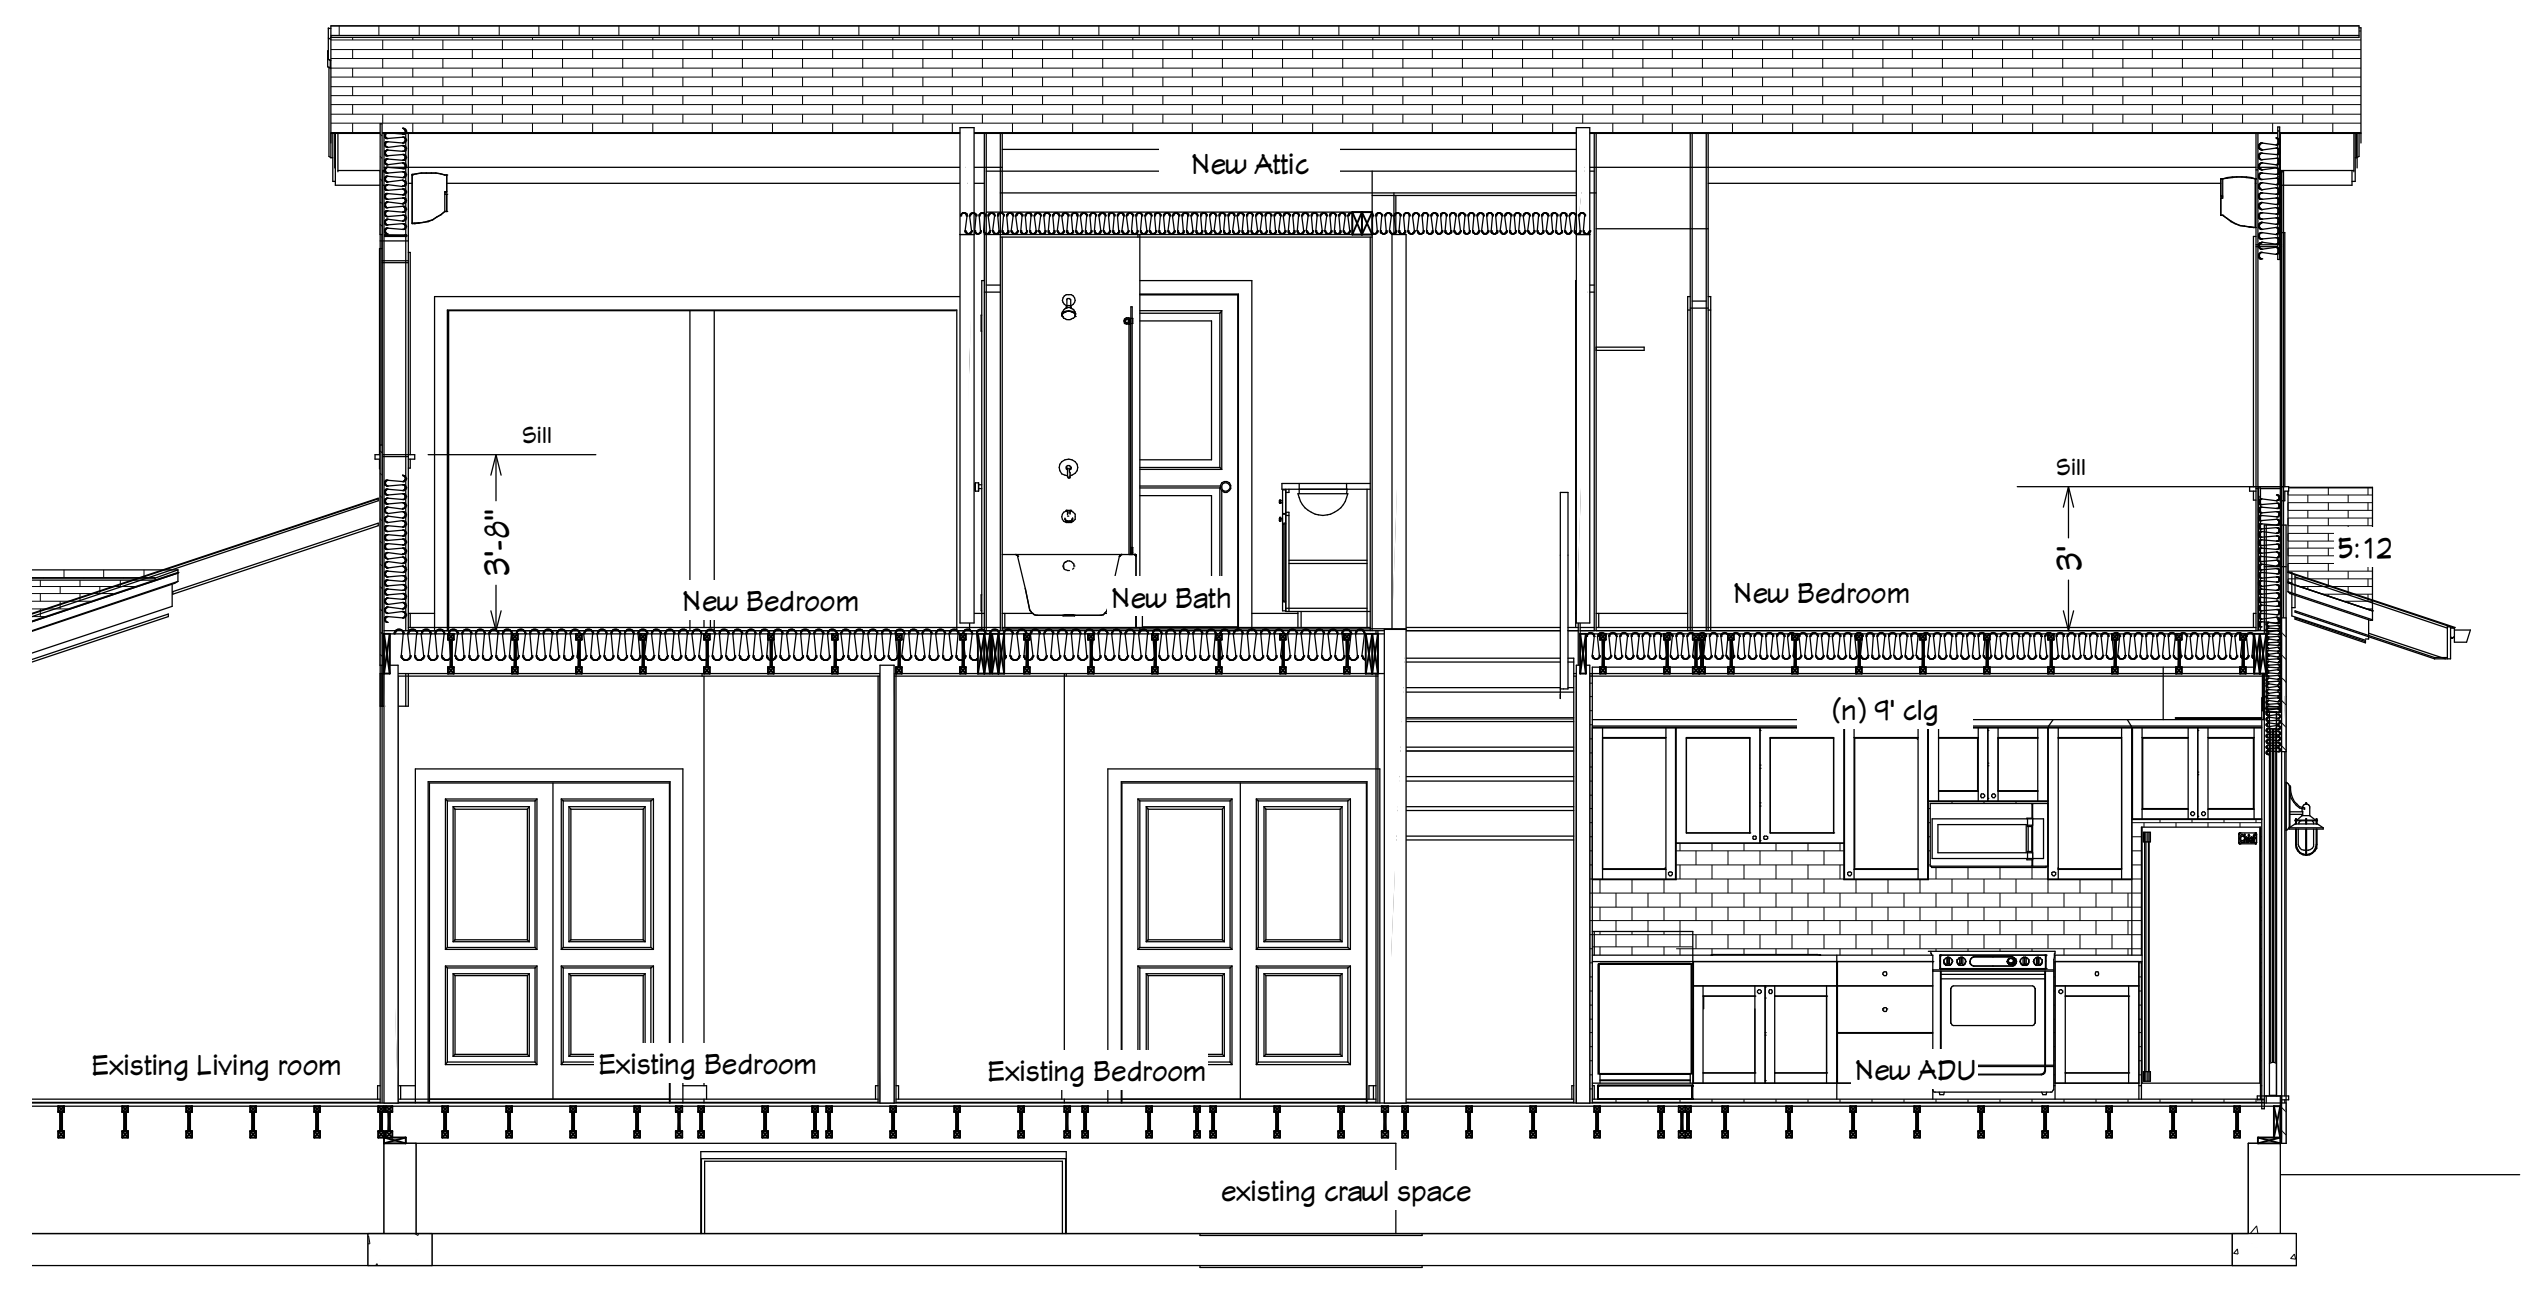 New Attic
Sill
Sill
3'-8"
3'
5:12
New Bedroom
New Bath
New Bedroom
(n) 9' clg
Existing Living room
Existing Bedroom
Existing Bedroom
New ADU
existing crawl space